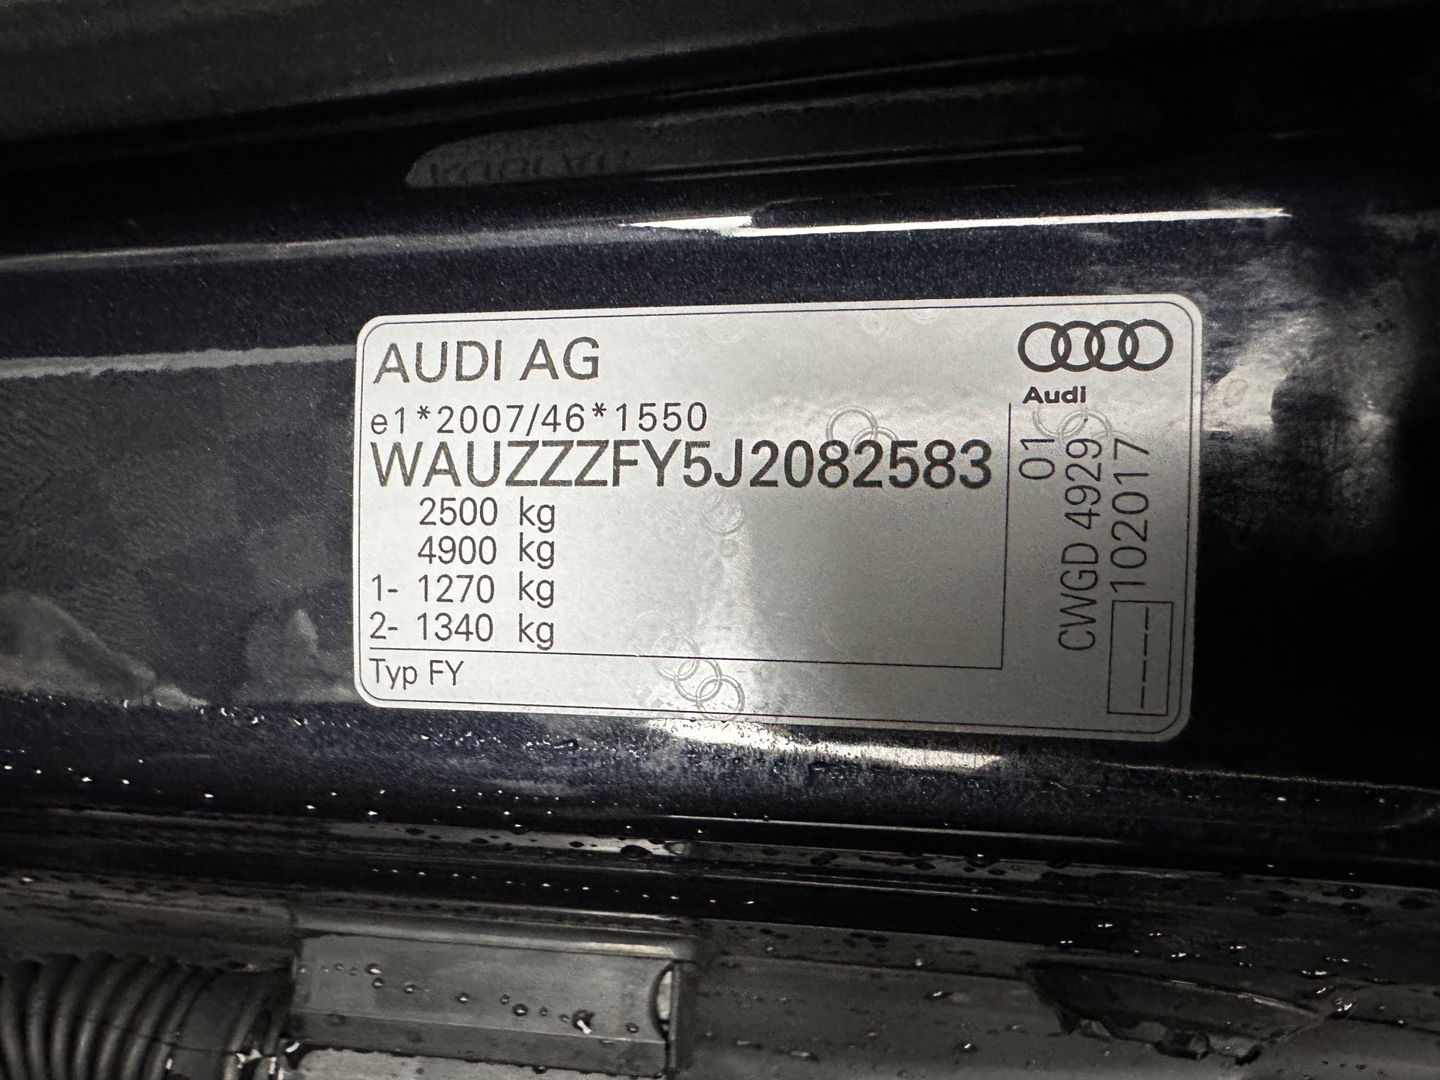 AUDI AG
Audi
e1*2007/46*1550
WAUZZZFY5J2082583
2500 kg
4900 kg
1- 1270 kg
2- 1340 kg
Typ FY
01
CWGD 4929
102017
----